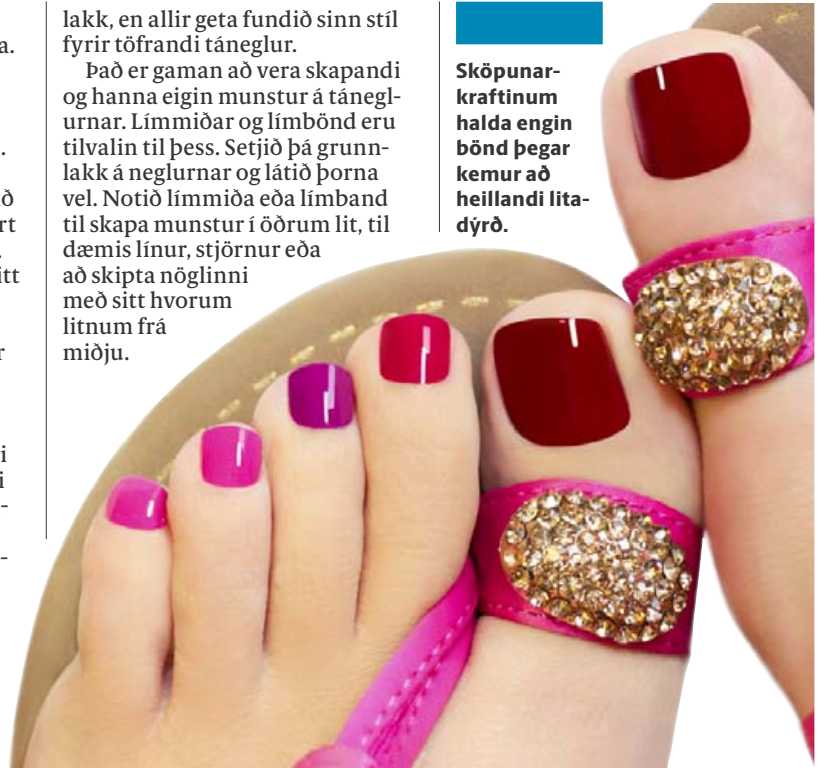 a.
.
ð
rt
.
itt
r
i
i
-
-
lakk, en allir geta fundið sinn stíl
fyrir töfrandi táneglur.
Það er gaman að vera skapandi
og hanna eigin munstur á tánegl-
urnar. Límmiðar og límbönd eru
tilvalin til þess. Setjið þá grunn-
lakk á neglurnar og látið þorna
vel. Notið límmiða eða límband
til skapa munstur í öðrum lit, til
dæmis línur, stjörnur eða
að skipta nöglinni
með sitt hvorum
litnum frá
miðju.
Sköpunar-
kraftinum
halda engin
bönd þegar
kemur að
heillandi lita-
dýrð.